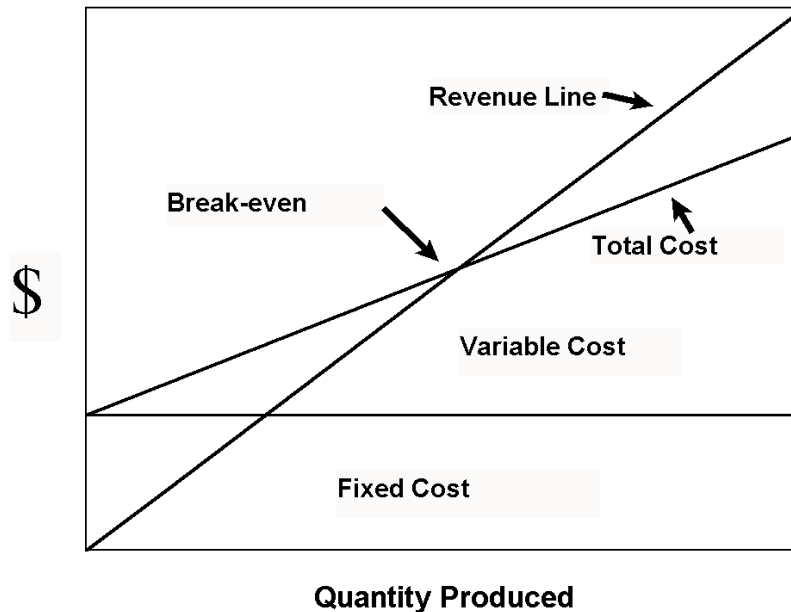 Revenue Line
Break-even
Total Cost
$
Variable Cost
Fixed Cost
Quantity Produced